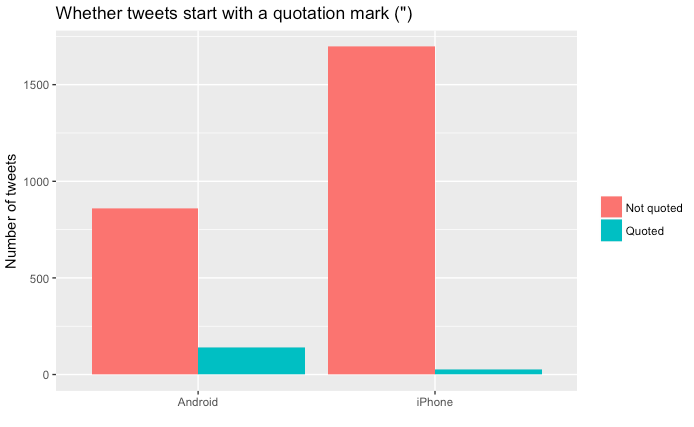 Whether tweets start with a quotation mark (")
Number of tweets
1500
1000
500
0
Android
iPhone
Not quoted
Quoted